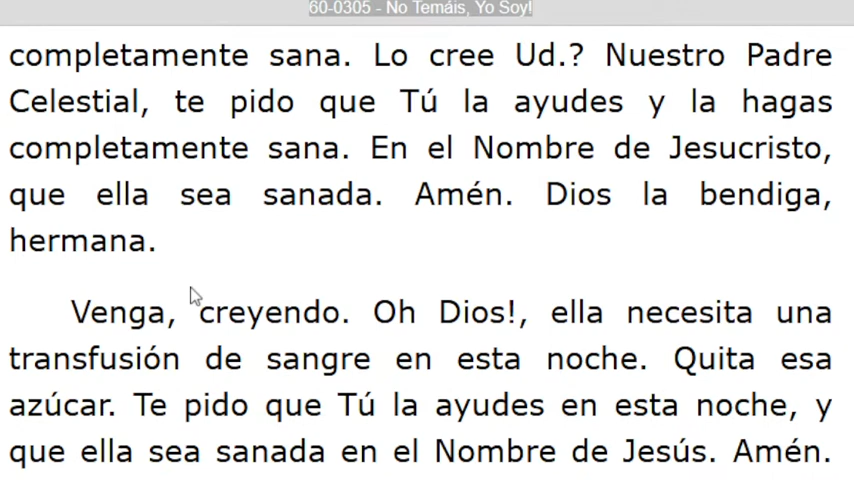 60-0305 - No Temáis, Yo Soy!
completamente sana. Lo cree Ud.? Nuestro Padre
Celestial, te pido que Tú la ayudes y la hagas
completamente sana. En el Nombre de Jesucristo,
que ella sea sanada. Amén. Dios la bendiga,
hermana.
Venga, creyendo. Oh Dios!, ella necesita una
transfusión de sangre en esta noche. Quita esa
azúcar. Te pido que Tú la ayudes en esta noche, y
que ella sea sanada en el Nombre de Jesús. Amén.